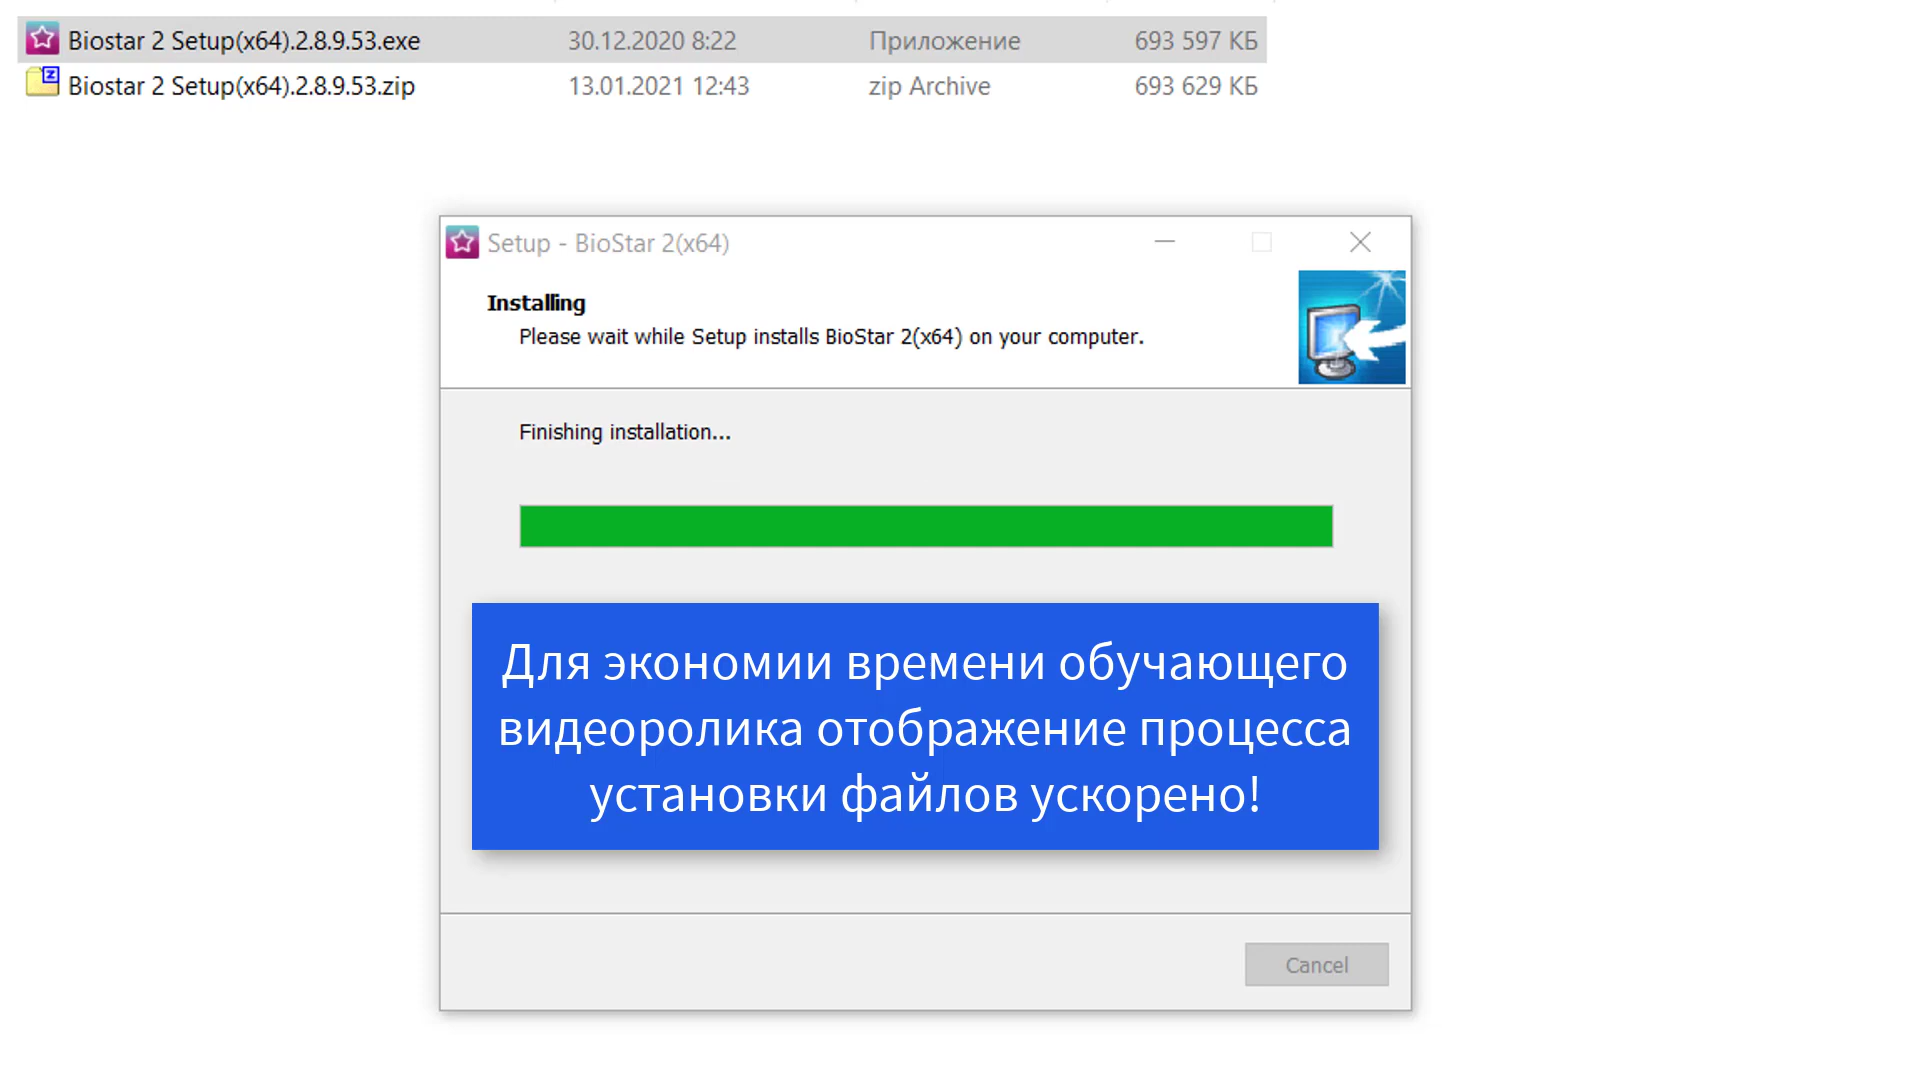 Biostar 2 Setup(x64).2.8.9.53.exe 30.12.2020 8:22 Приложение 693 597 КБ
Biostar 2 Setup(x64).2.8.9.53.zip 13.01.2021 12:43 zip Archive 693 629 КБ
Setup - BioStar 2(x64)
Installing
Please wait while Setup installs BioStar 2(x64) on your computer.
Finishing installation...
Для экономии времени обучающего
видеоролика отображение процесса
установки файлов ускорено!
Cancel